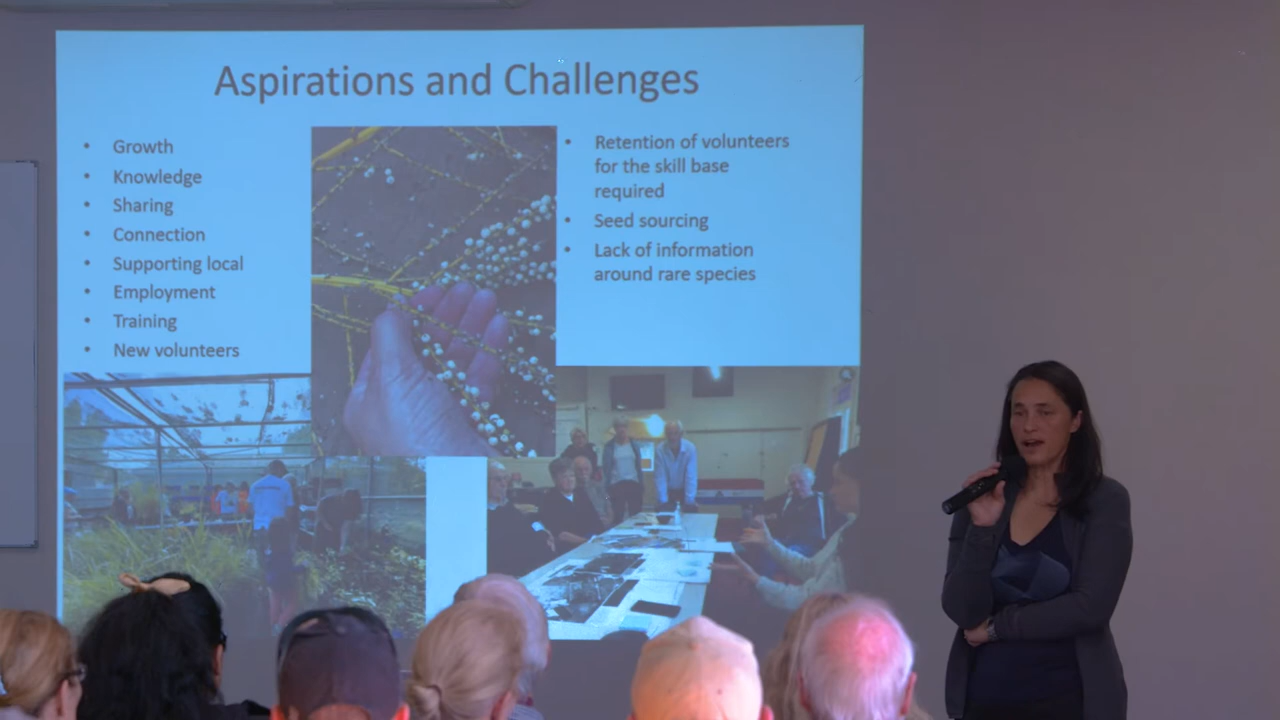 Aspirations and Challenges
• Growth
• Knowledge
• Sharing
• Connection
• Supporting local
• Employment
• Training
• New volunteers
• Retention of volunteers
for the skill base
required
• Seed sourcing
• Lack of information
around rare species